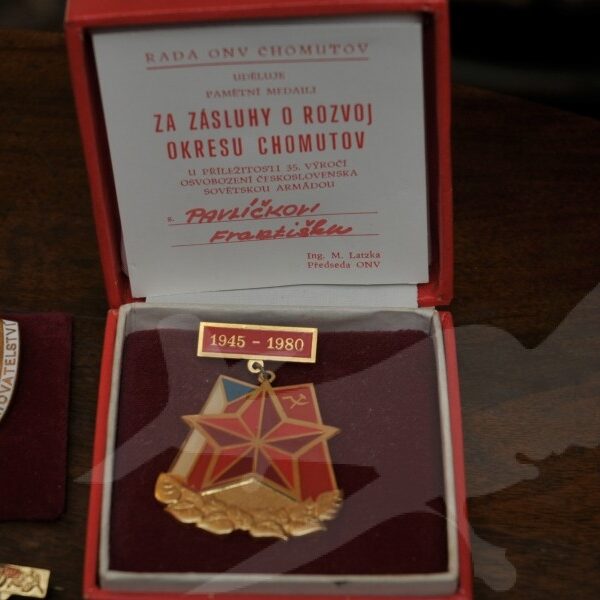 RADA ONV CHOMUTOV
UDĚLUJE
PAMĚTNÍ MEDAILI
ZA ZÁSLUHY O ROZVOJ
OKRESU CHOMUTOV
U PŘÍLEŽITOSTI 35. VÝROČÍ
OSVOBOZENÍ ČESKOSLOVENSKA
SOVĚTSKOU ARMÁDOU
s. PAVLÍČKOVI
Františku
Ing. M. Latzka
Předseda ONV
1945 - 1980